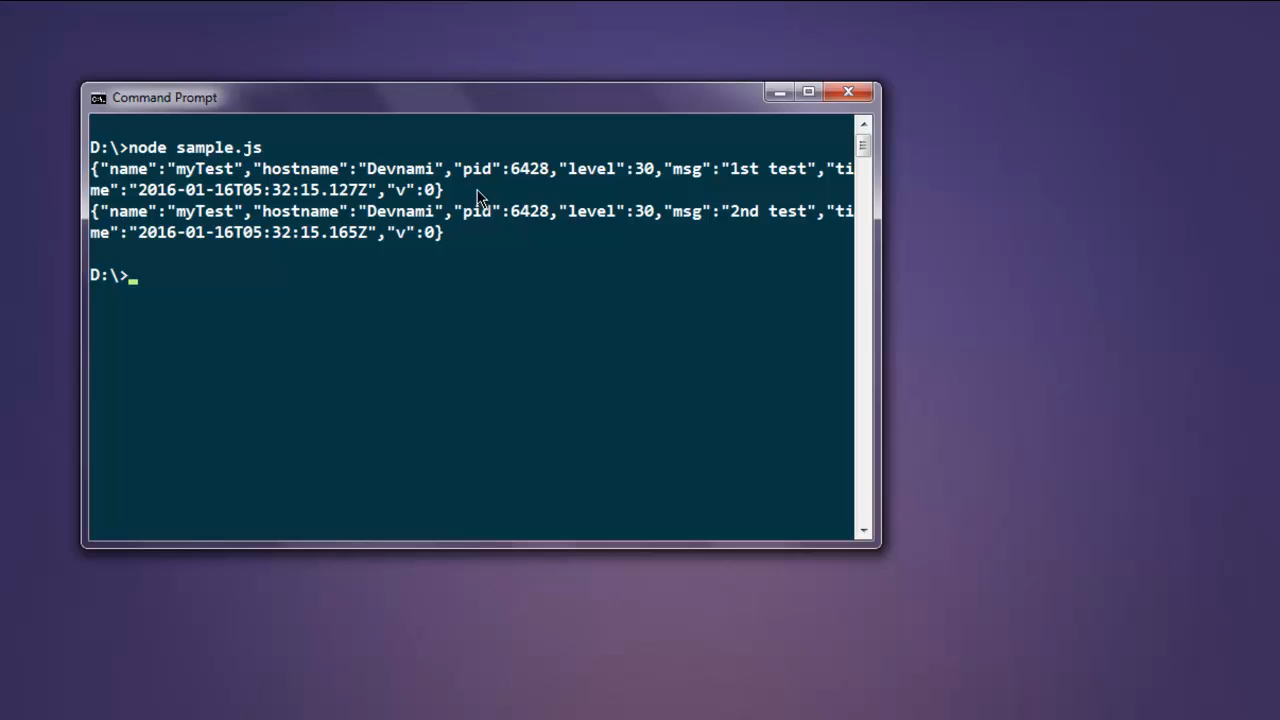 Command Prompt
D:\>node sample.js
{"name":"myTest","hostname":"Devnami","pid":6428,"level":30,"msg":"1st test","ti
me":"2016-01-16T05:32:15.127Z","v":0}
{"name":"myTest","hostname":"Devnami","pid":6428,"level":30,"msg":"2nd test","ti
me":"2016-01-16T05:32:15.165Z","v":0}
D:\>